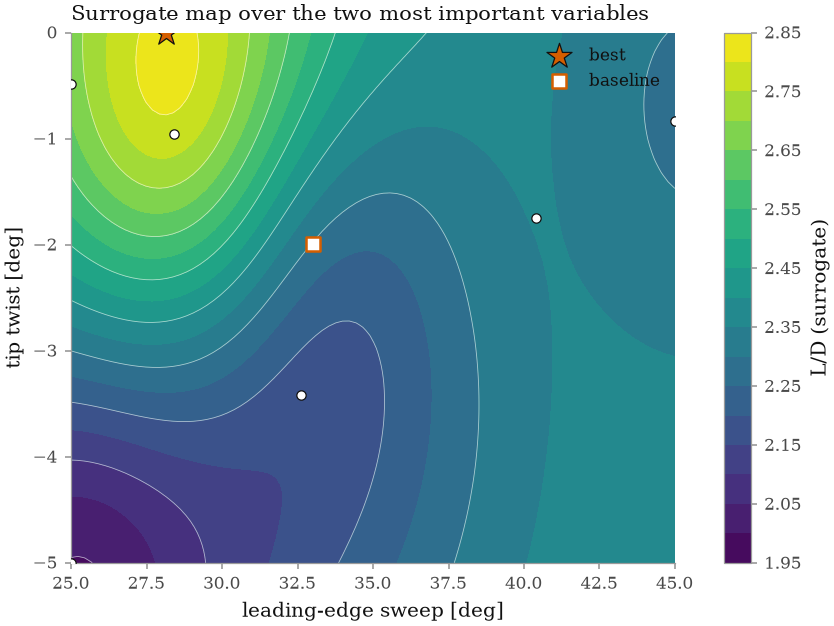 Surrogate map over the two most important variables
best
baseline
0
−1
−2
−3
−4
−5
tip twist [deg]
25.0 27.5 30.0 32.5 35.0 37.5 40.0 42.5 45.0
leading-edge sweep [deg]
2.85
2.75
2.65
2.55
2.45
2.35
2.25
2.15
2.05
1.95
L/D (surrogate)